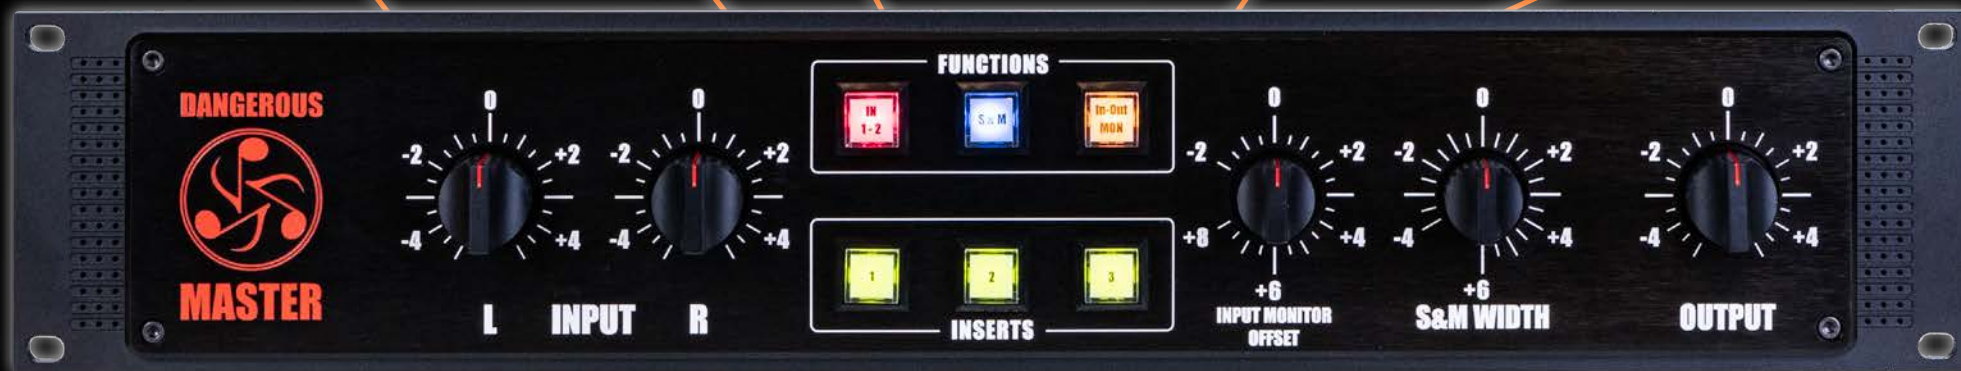 DANGEROUS
MASTER
0
-2
+2
-4
+4
L
INPUT
0
-2
+2
-4
+4
R
FUNCTIONS
IN
1-2
S&M
In-Out
MON
1
2
3
INSERTS
0
-2
+2
+8
+4
+6
INPUT MONITOR
OFFSET
0
-2
+2
-4
+4
+6
S&M WIDTH
0
-2
+2
-4
+4
OUTPUT